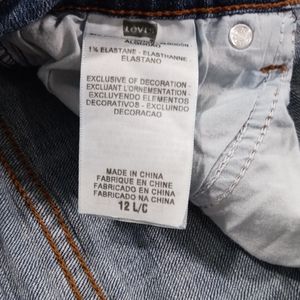 Levi's
1% ELASTANE - ELASTHANNE
ELASTANO
EXCLUSIVE OF DECORATION -
EXCLUANT L'ORNEMENTATION -
EXCLUYENDO ELEMENTOS
DECORATIVOS - EXCLUINDO
DECORACAO
MADE IN CHINA
FABRIQUE EN CHINE
FABRICADO EN CHINA
FABRICADO NA CHINA
12 L/C